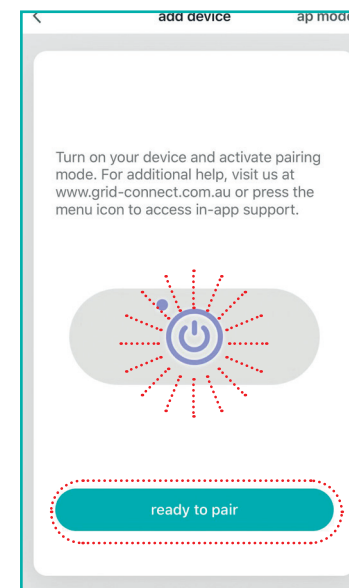 add device ap mode
Turn on your device and activate pairing
mode. For additional help, visit us at
www.grid-connect.com.au or press the
menu icon to access in-app support.
ready to pair